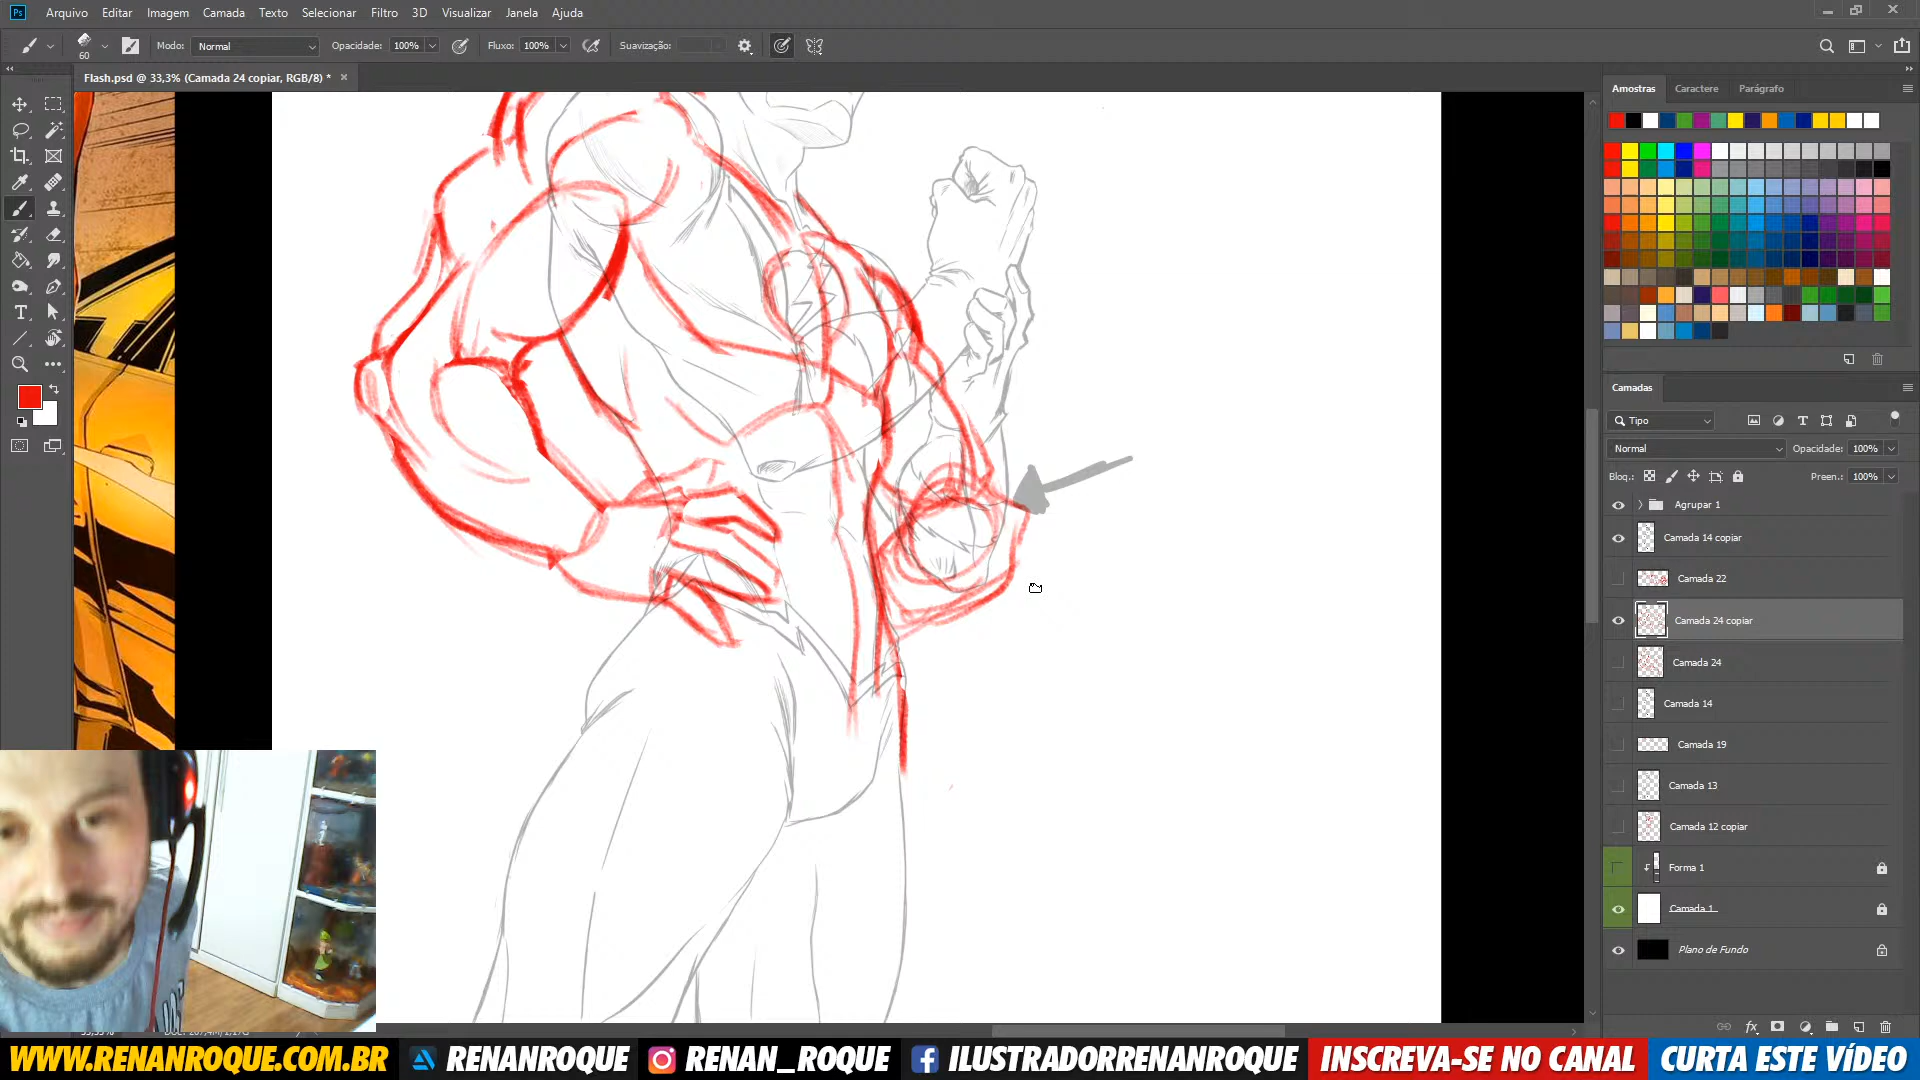 Ps Arquivo Editar Imagem Camada Texto Selecionar Filtro 3D Visualizar Janela Ajuda
60 Modo: Normal Opacidade: 100% Fluxo: 100% Suavização:
Flash.psd @ 33,3% (Camada 24 copiar, RGB/8) *
Amostras Caractere Parágrafo
Camadas
Tipo
Normal Opacidade: 100%
Bloq.: Preen.: 100%
Agrupar 1
Camada 14 copiar
Camada 22
Camada 24 copiar
Camada 24
Camada 14
Camada 19
Camada 13
Camada 12 copiar
Forma 1
Camada 1
Plano de Fundo
WWW.RENANROQUE.COM.BR RENANROQUE RENAN_ROQUE ILUSTRADORRENANROQUE INSCREVA-SE NO CANAL CURTA ESTE VÍDEO